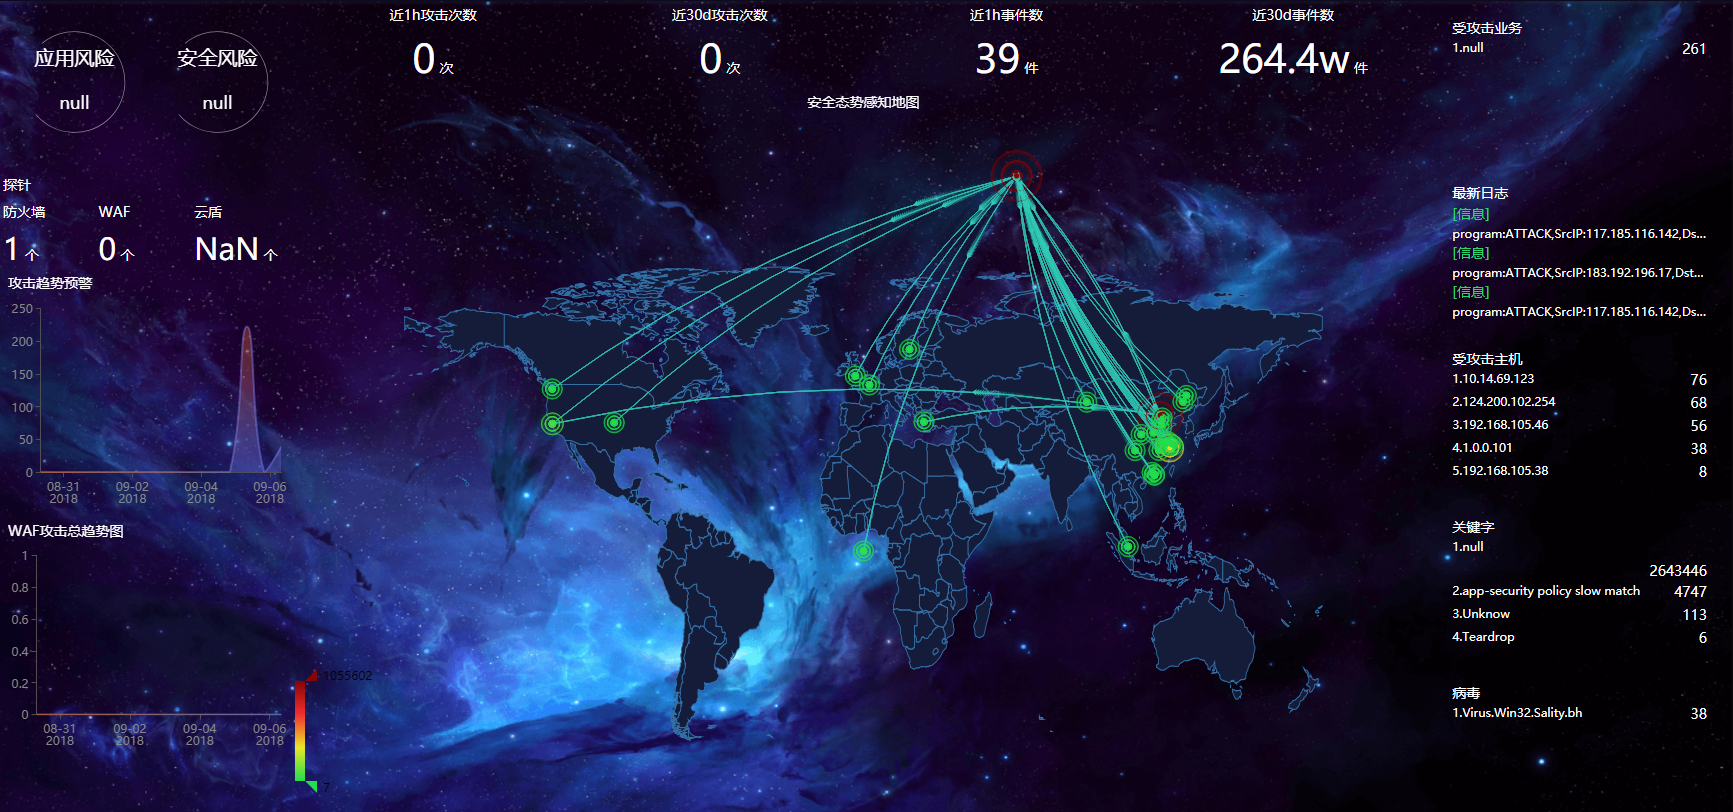 近1h攻击次数
0 次
近30d攻击次数
0 次
近1h事件数
39 件
近30d事件数
264.4w 件
应用风险
null
安全风险
null
安全态势感知地图
探针
防火墙
1 个
WAF
0 个
云盾
NaN 个
攻击趋势预警
250
200
150
100
50
0
08-31
2018
09-02
2018
09-04
2018
09-06
2018
WAF攻击总趋势图
1
0.8
0.6
0.4
0.2
0
08-31
2018
09-02
2018
09-04
2018
09-06
2018
1055602
7
受攻击业务
1.null 261
最新日志
[信息]
program:ATTACK,SrcIP:117.185.116.142,Ds...
[信息]
program:ATTACK,SrcIP:183.192.196.17,Dst...
[信息]
program:ATTACK,SrcIP:117.185.116.142,Ds...
受攻击主机
1.10.14.69.123 76
2.124.200.102.254 68
3.192.168.105.46 56
4.1.0.0.101 38
5.192.168.105.38 8
关键字
1.null
2643446
2.app-security policy slow match 4747
3.Unknow 113
4.Teardrop 6
病毒
1.Virus.Win32.Sality.bh 38